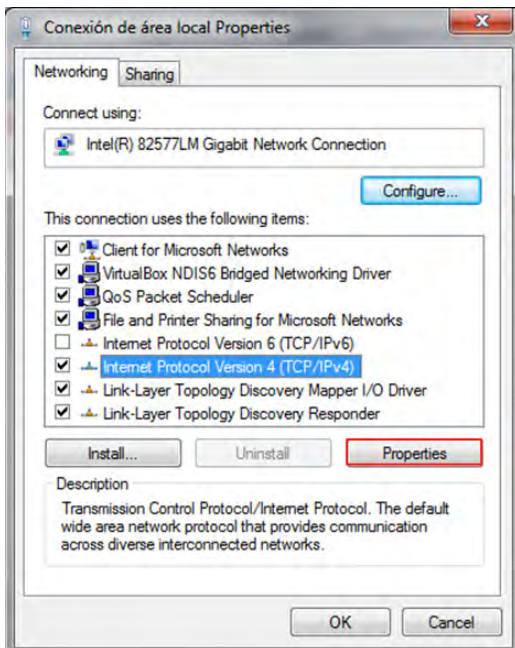 Conexión de área local Properties
Networking
Sharing
Connect using:
Intel(R) 82577LM Gigabit Network Connection
Configure...
This connection uses the following items:
Client for Microsoft Networks
VirtualBox NDIS6 Bridged Networking Driver
QoS Packet Scheduler
File and Printer Sharing for Microsoft Networks
Internet Protocol Version 6 (TCP/IPv6)
Internet Protocol Version 4 (TCP/IPv4)
Link-Layer Topology Discovery Mapper I/O Driver
Link-Layer Topology Discovery Responder
Install...
Uninstall
Properties
Description
Transmission Control Protocol/Internet Protocol. The default
wide area network protocol that provides communication
across diverse interconnected networks.
OK
Cancel